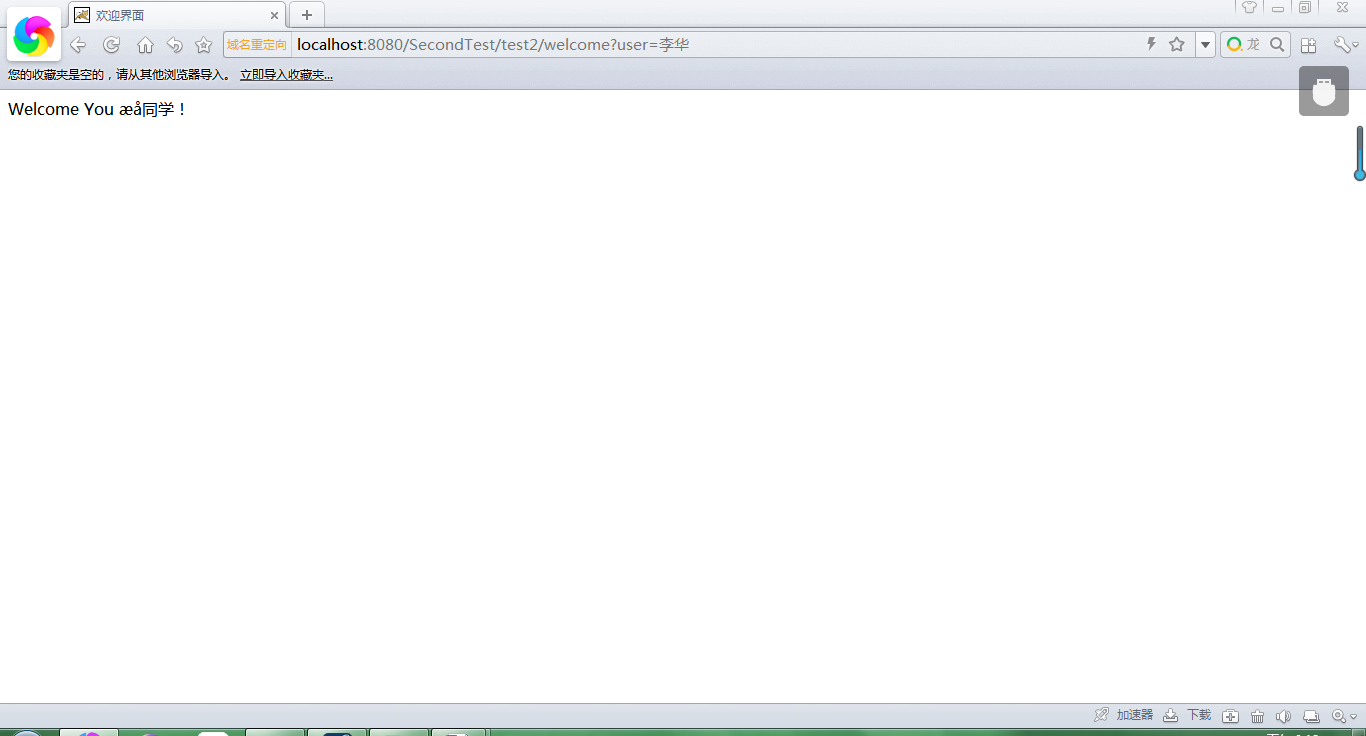 欢迎界面
域名重定向 localhost:8080/SecondTest/test2/welcome?user=李华
龙
您的收藏夹是空的，请从其他浏览器导入。 立即导入收藏夹...
Welcome You æå同学！
加速器 下载